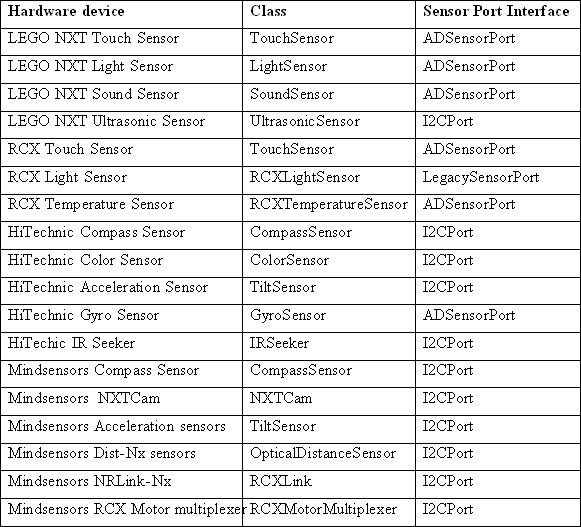 Hardware device Class Sensor Port Interface
LEGO NXT Touch Sensor TouchSensor ADSensorPort
LEGO NXT Light Sensor LightSensor ADSensorPort
LEGO NXT Sound Sensor SoundSensor ADSensorPort
LEGO NXT Ultrasonic Sensor UltrasonicSensor I2CPort
RCX Touch Sensor TouchSensor ADSensorPort
RCX Light Sensor RCXLightSensor LegacySensorPort
RCX Temperature Sensor RCXTemperatureSensor ADSensorPort
HiTechnic Compass Sensor CompassSensor I2CPort
HiTechnic Color Sensor ColorSensor I2CPort
HiTechnic Acceleration Sensor TiltSensor I2CPort
HiTechnic Gyro Sensor GyroSensor ADSensorPort
HiTechic IR Seeker IRSeeker I2CPort
Mindsensors Compass Sensor CompassSensor I2CPort
Mindsensors NXTCam NXTCam I2CPort
Mindsensors Acceleration sensors TiltSensor I2CPort
Mindsensors Dist-Nx sensors OpticalDistanceSensor I2CPort
Mindsensors NRLink-Nx RCXLink I2CPort
Mindsensors RCX Motor multiplexer RCXMotorMultiplexer I2CPort